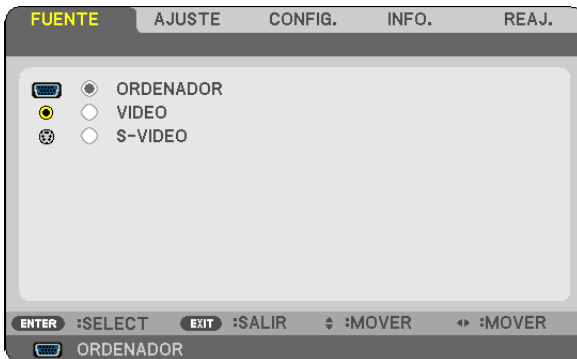 FUENTE AJUSTE CONFIG. INFO. REAJ.
ORDENADOR
VIDEO
S-VIDEO
ENTER :SELECT EXIT :SALIR :MOVER :MOVER
ORDENADOR